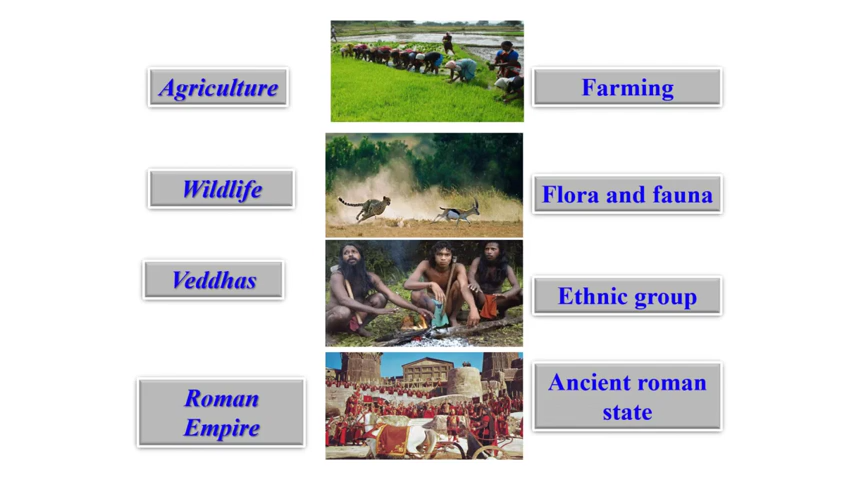 Agriculture
Farming
Wildlife
Flora and fauna
Veddhas
Ethnic group
Roman
Empire
Ancient roman
state